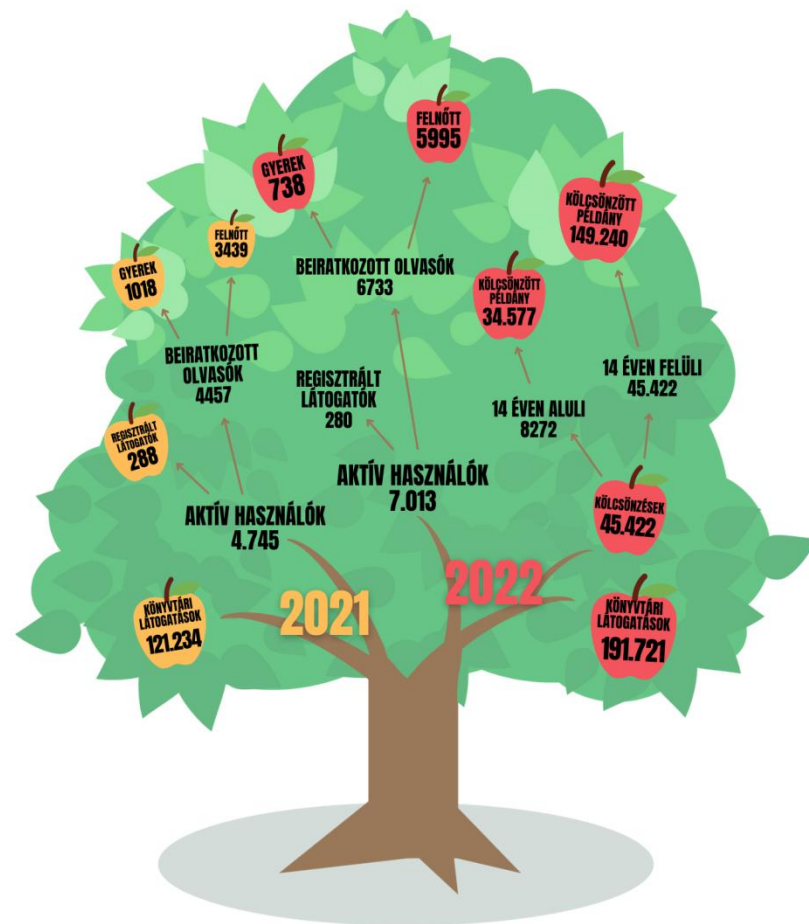 FELNŐTT
5995
GYEREK
738
KÖLCSÖNZÖTT
PÉLDÁNY
149.240
FELNŐTT
3439
GYEREK
1018
BEIRATKOZOTT OLVASÓK
6733
KÖLCSÖNZÖTT
PÉLDÁNY
34.577
BEIRATKOZOTT
OLVASÓK
4457
REGISZTRÁLT
LÁTOGATÓK
280
14 ÉVEN FELÜLI
45.422
14 ÉVEN ALULI
8272
REGISZTRÁLT
LÁTOGATÓK
288
AKTÍV HASZNÁLÓK
7.013
AKTÍV HASZNÁLÓK
4.745
KÖLCSÖNZÉSEK
45.422
2021
2022
KÖNYVTÁRI
LÁTOGATÁSOK
121.234
KÖNYVTÁRI
LÁTOGATÁSOK
191.721